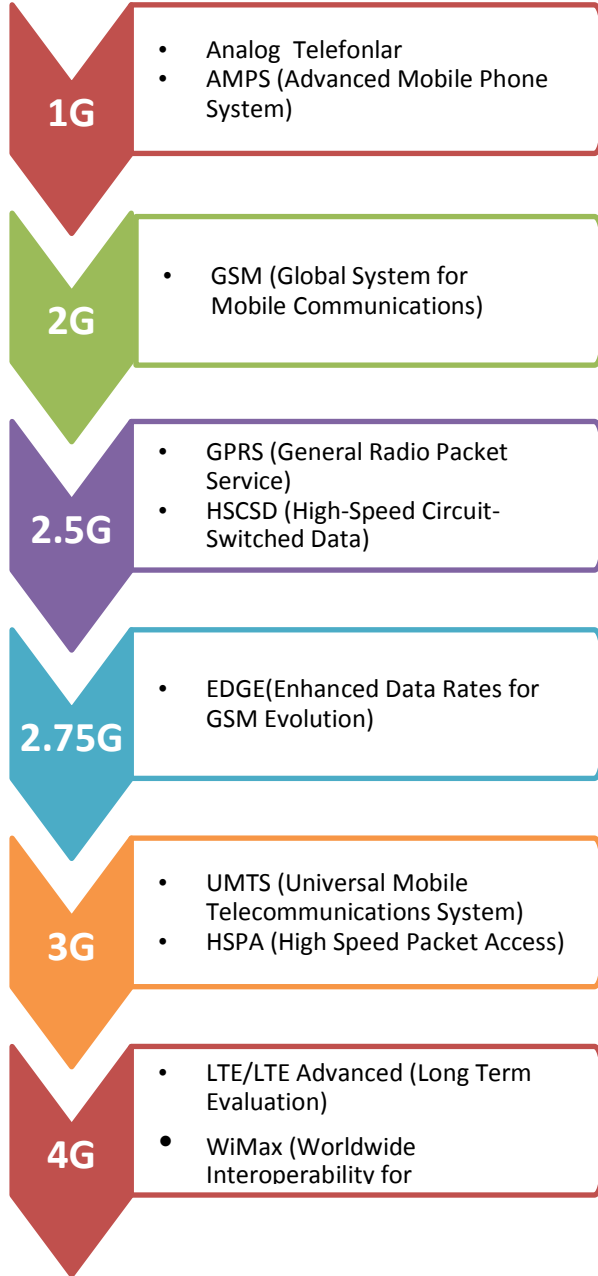 1G
• Analog Telefonlar
• AMPS (Advanced Mobile Phone
System)
2G
• GSM (Global System for
Mobile Communications)
2.5G
• GPRS (General Radio Packet
Service)
• HSCSD (High-Speed Circuit-
Switched Data)
2.75G
• EDGE(Enhanced Data Rates for
GSM Evolution)
3G
• UMTS (Universal Mobile
Telecommunications System)
• HSPA (High Speed Packet Access)
4G
• LTE/LTE Advanced (Long Term
Evaluation)
• WiMax (Worldwide
Interoperability for